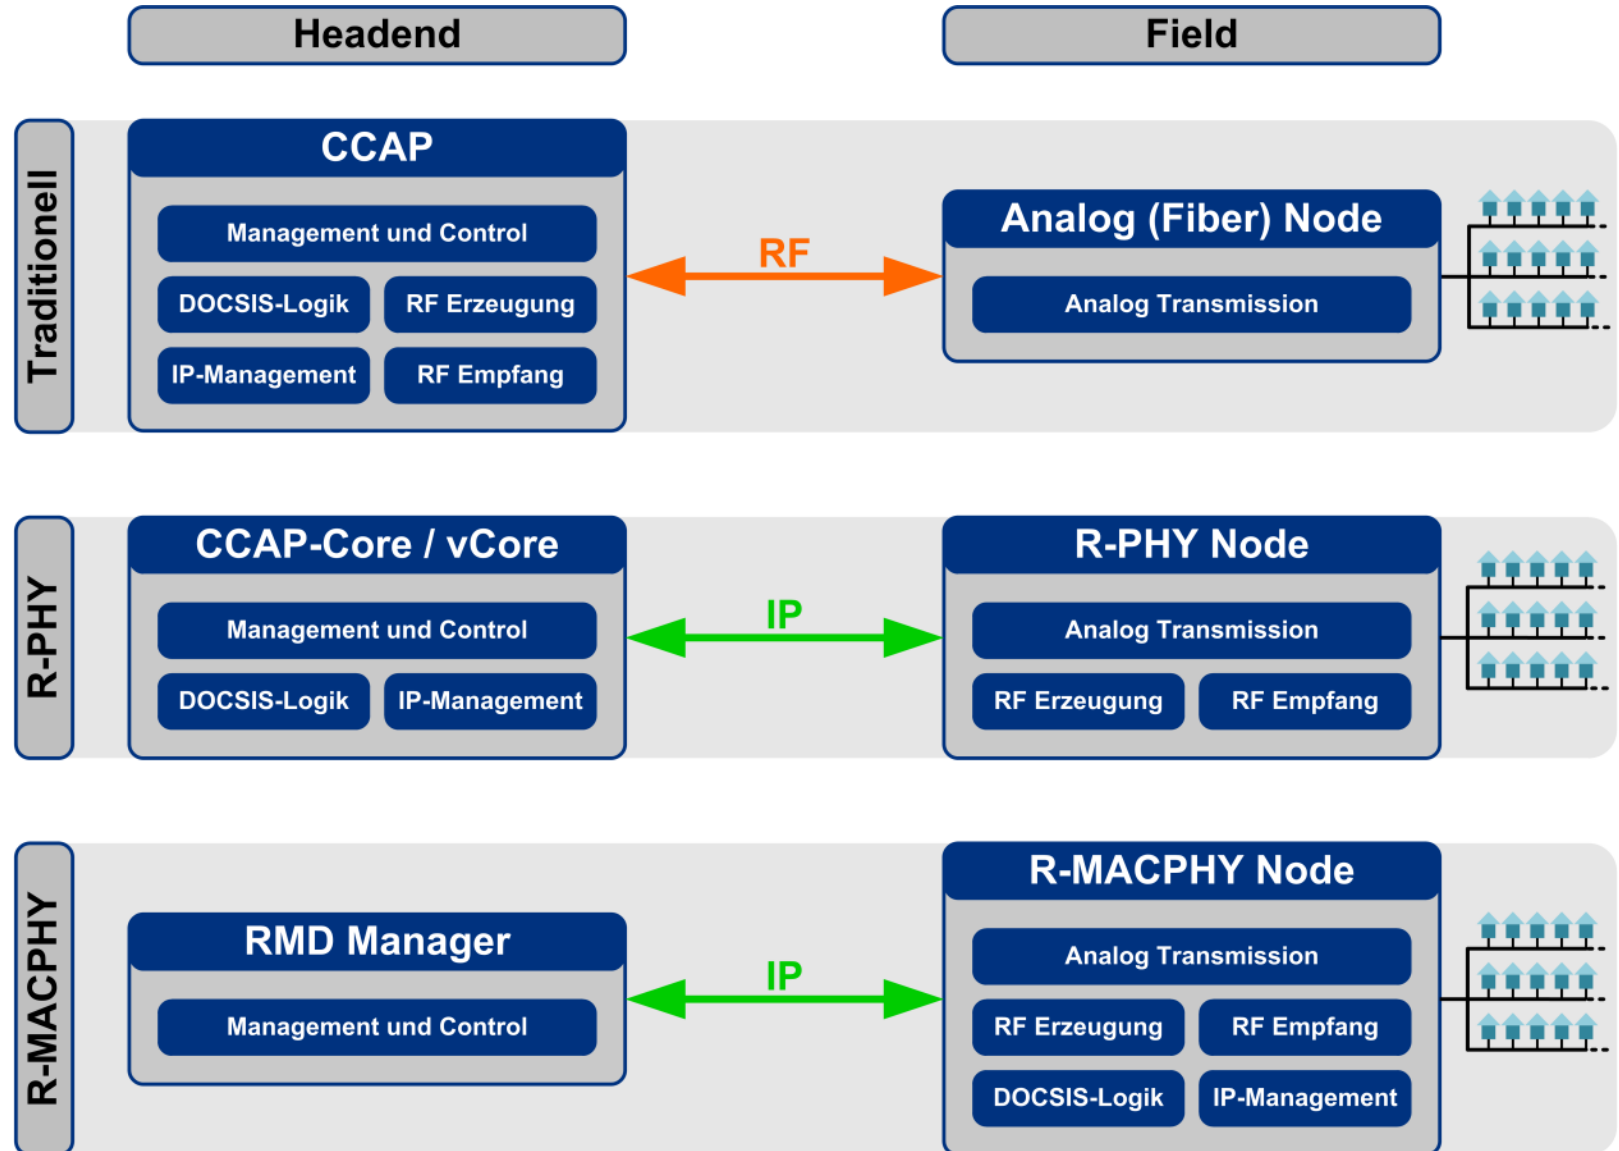 Headend
Field
Traditionell
CCAP
Management und Control
DOCSIS-Logik
RF Erzeugung
IP-Management
RF Empfang
RF
Analog (Fiber) Node
Analog Transmission
R-PHY
CCAP-Core / vCore
Management und Control
DOCSIS-Logik
IP-Management
IP
R-PHY Node
Analog Transmission
RF Erzeugung
RF Empfang
R-MACPHY
RMD Manager
Management und Control
IP
R-MACPHY Node
Analog Transmission
RF Erzeugung
RF Empfang
DOCSIS-Logik
IP-Management